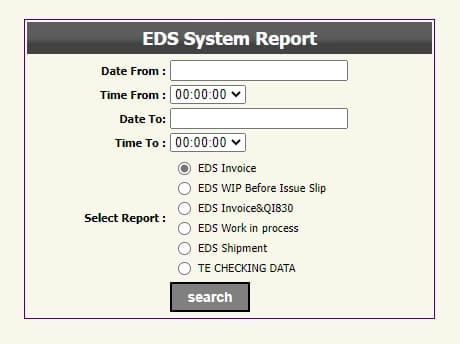 EDS System Report
Date From :
Time From : 00:00:00
Date To:
Time To : 00:00:00
EDS Invoice
EDS WIP Before Issue Slip
EDS Invoice&QI830
Select Report :
EDS Work in process
EDS Shipment
TE CHECKING DATA
search